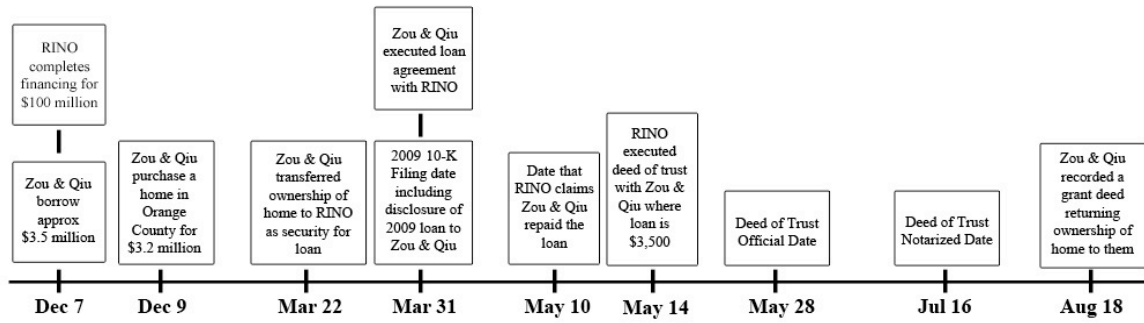 RINO
completes
financing for
$100 million
Zou & Qiu
borrow
approx
$3.5 million
Dec 7
Zou & Qiu
purchase a
home in
Orange
County for
$3.2 million
Dec 9
Zou & Qiu
transferred
ownership of
home to RINO
as security for
loan
Mar 22
Zou & Qiu
executed loan
agreement
with RINO
2009 10-K
Filing date
including
disclosure of
2009 loan to
Zou & Qiu
Mar 31
Date that
RINO claims
Zou & Qiu
repaid the
loan
May 10
RINO
executed
deed of trust
with Zou &
Qiu where
loan is
$3,500
May 14
Deed of Trust
Official Date
May 28
Deed of Trust
Notarized Date
Jul 16
Zou & Qiu
recorded a
grant deed
returning
ownership of
home to them
Aug 18